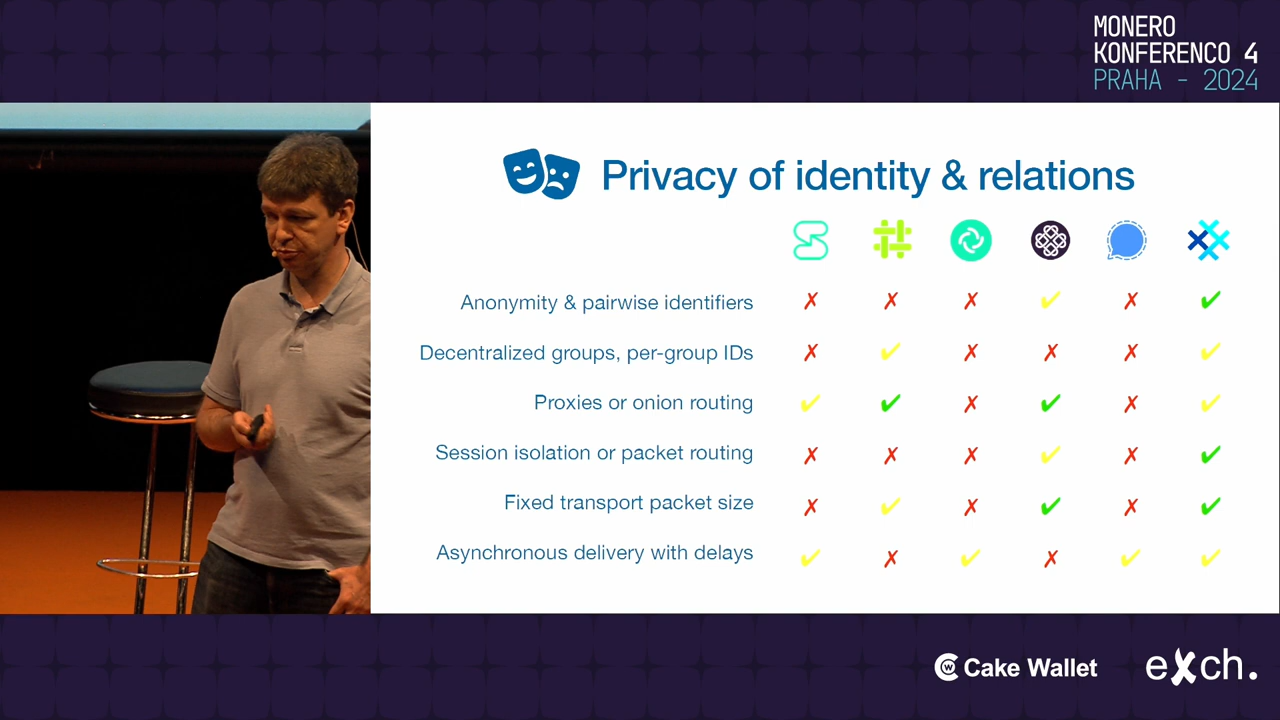 MONERO
KONFERENCO 4
PRAHA - 2024
Privacy of identity & relations
Anonymity & pairwise identifiers
Decentralized groups, per-group IDs
Proxies or onion routing
Session isolation or packet routing
Fixed transport packet size
Asynchronous delivery with delays
Cake Wallet
eXch.